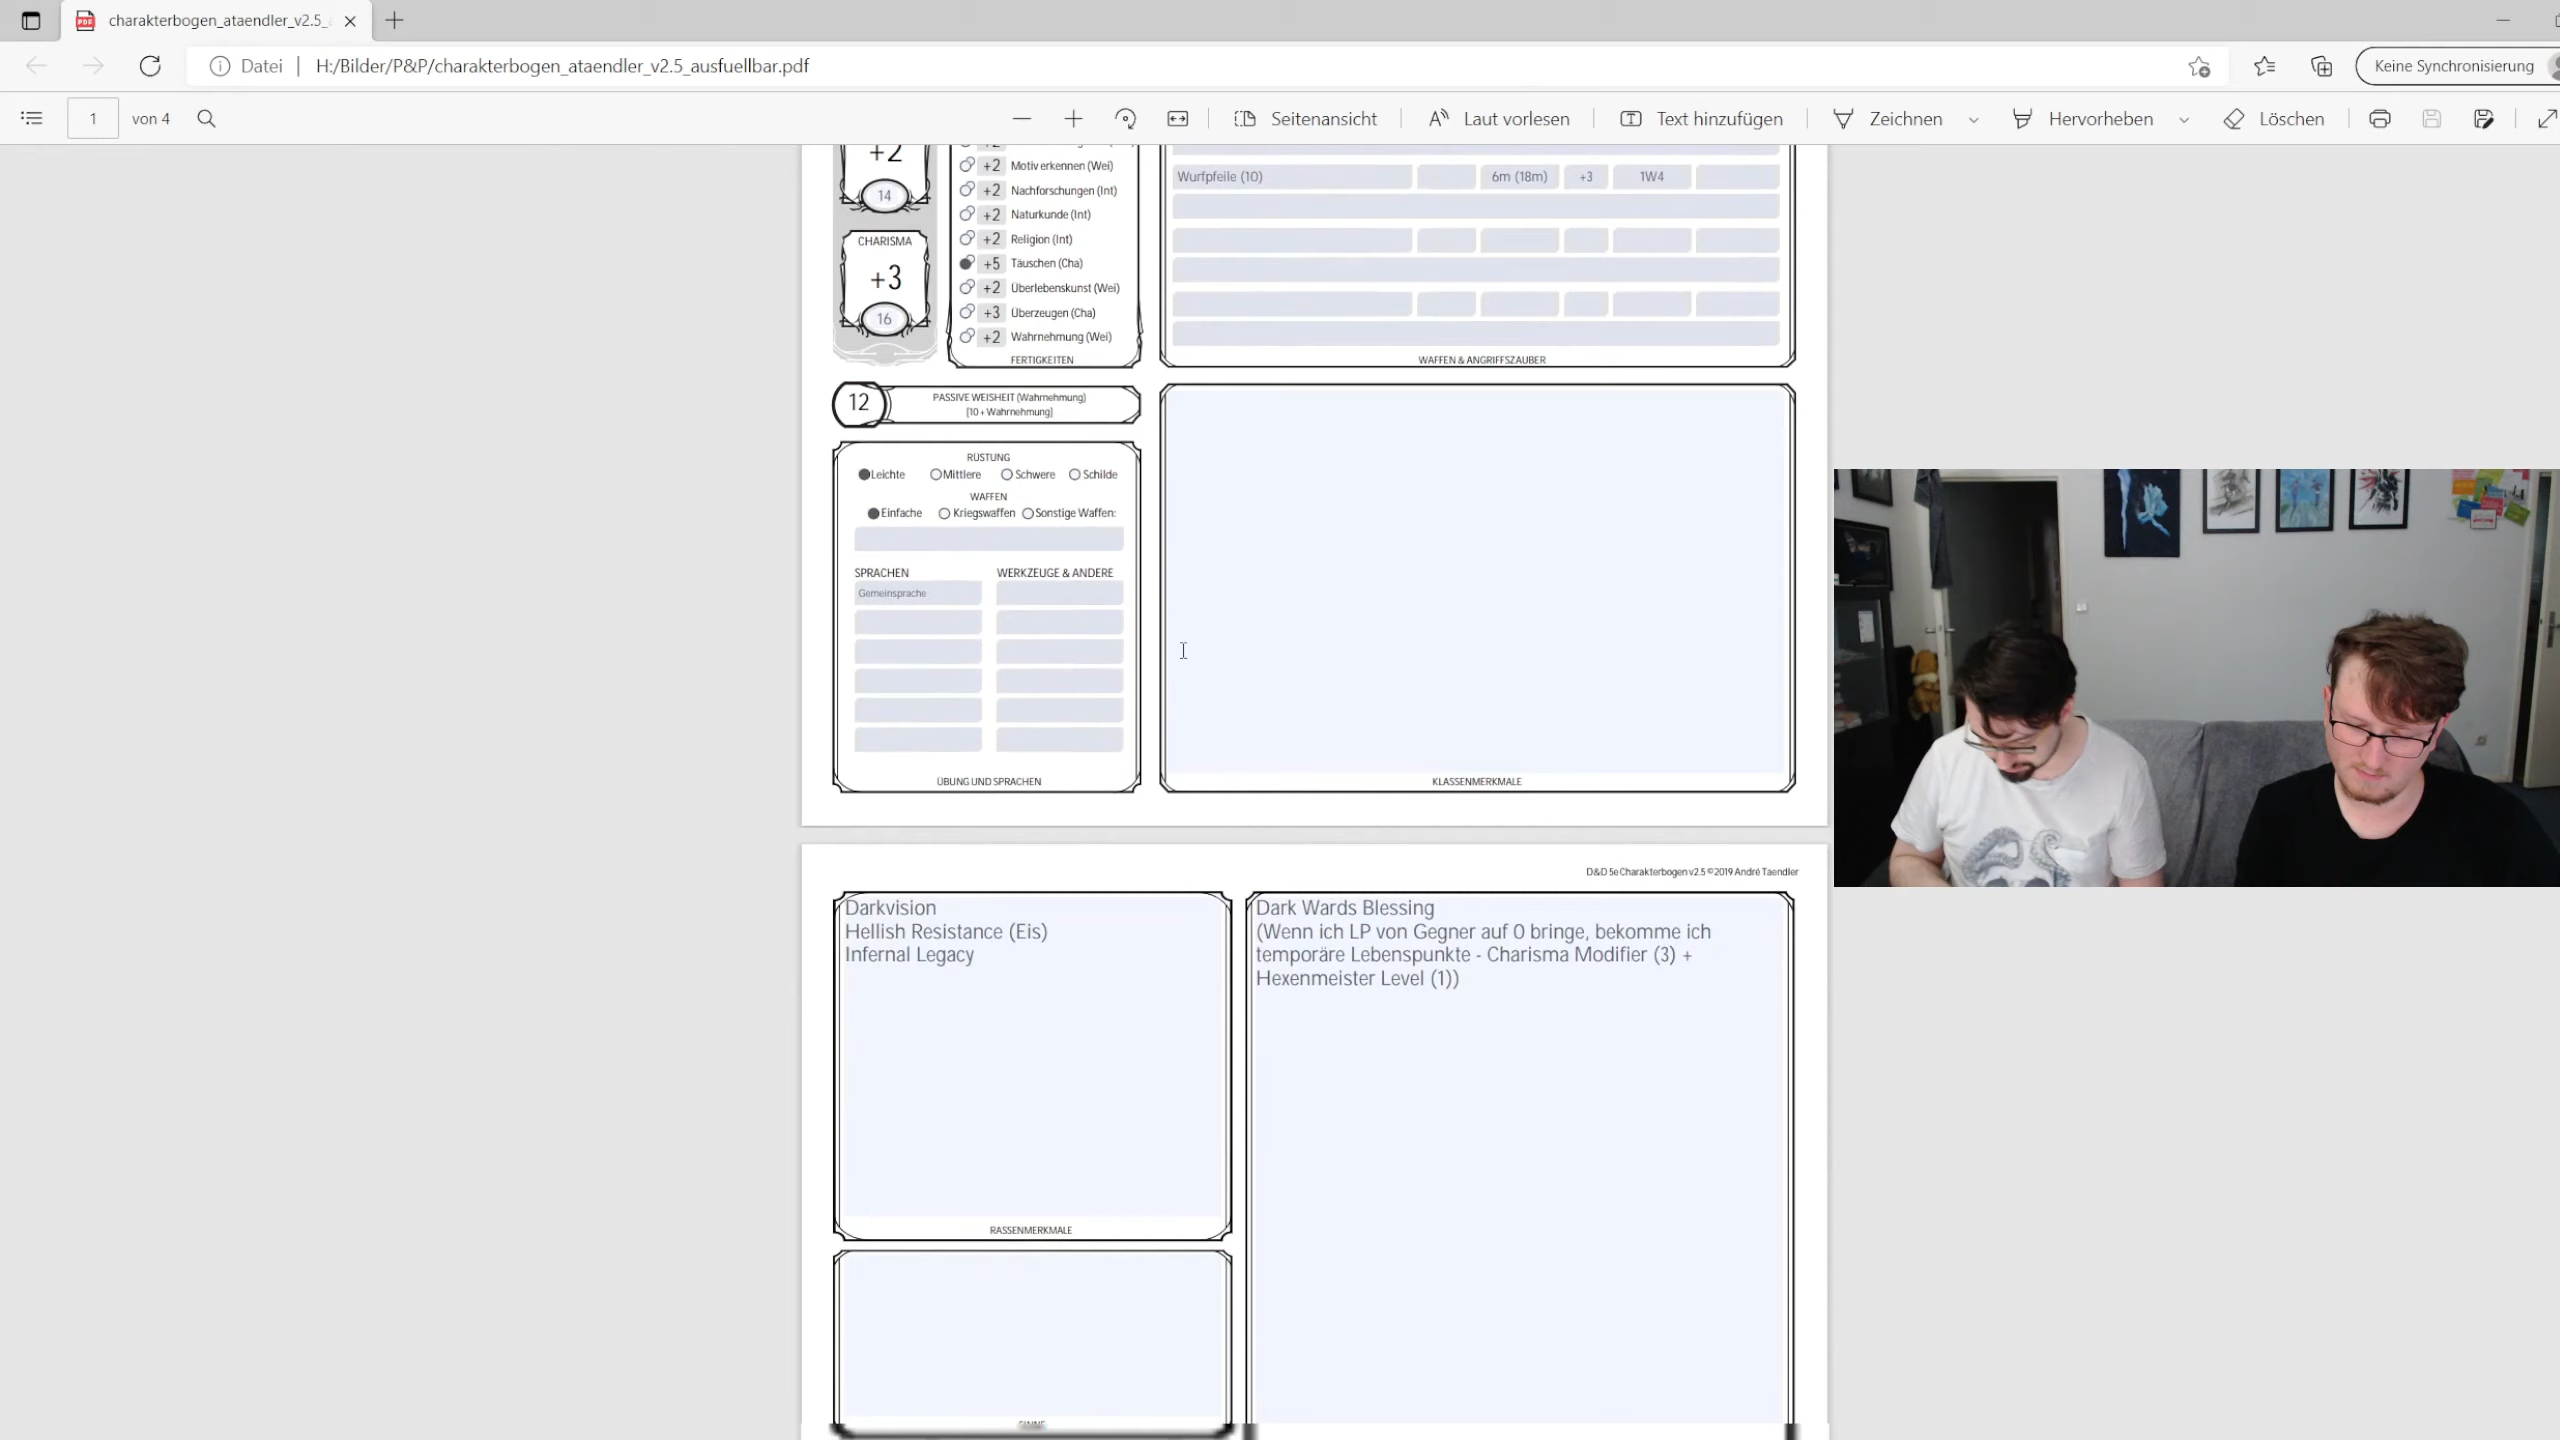 charakterbogen_ataendler_v2.5_
Datei | H:/Bilder/P&P/charakterbogen_ataendler_v2.5_ausfuellbar.pdf
Keine Synchronisierung
1 von 4
Seitenansicht
Laut vorlesen
Text hinzufügen
Zeichnen
Hervorheben
Löschen
+2
14
CHARISMA
+3
16
+2 Motiv erkennen (Wei)
+2 Nachforschungen (Int)
+2 Naturkunde (Int)
+2 Religion (Int)
+5 Täuschen (Cha)
+2 Überlebenskunst (Wei)
+3 Überzeugen (Cha)
+2 Wahrnehmung (Wei)
FERTIGKEITEN
Wurfpfeile (10) 6m (18m) +3 1W4
WAFFEN & ANGRIFFSZAUBER
12
PASSIVE WEISHEIT (Wahrnehmung)
[10 + Wahrnehmung]
RÜSTUNG
Leichte Mittlere Schwere Schilde
WAFFEN
Einfache Kriegswaffen Sonstige Waffen:
SPRACHEN WERKZEUGE & ANDERE
Gemeinsprache
ÜBUNG UND SPRACHEN
KLASSENMERKMALE
D&D 5e Charakterbogen v2.5 ©2019 André Taendler
Darkvision
Hellish Resistance (Eis)
Infernal Legacy
RASSENMERKMALE
Dark Wards Blessing
(Wenn ich LP von Gegner auf 0 bringe, bekomme ich
temporäre Lebenspunkte - Charisma Modifier (3) +
Hexenmeister Level (1))